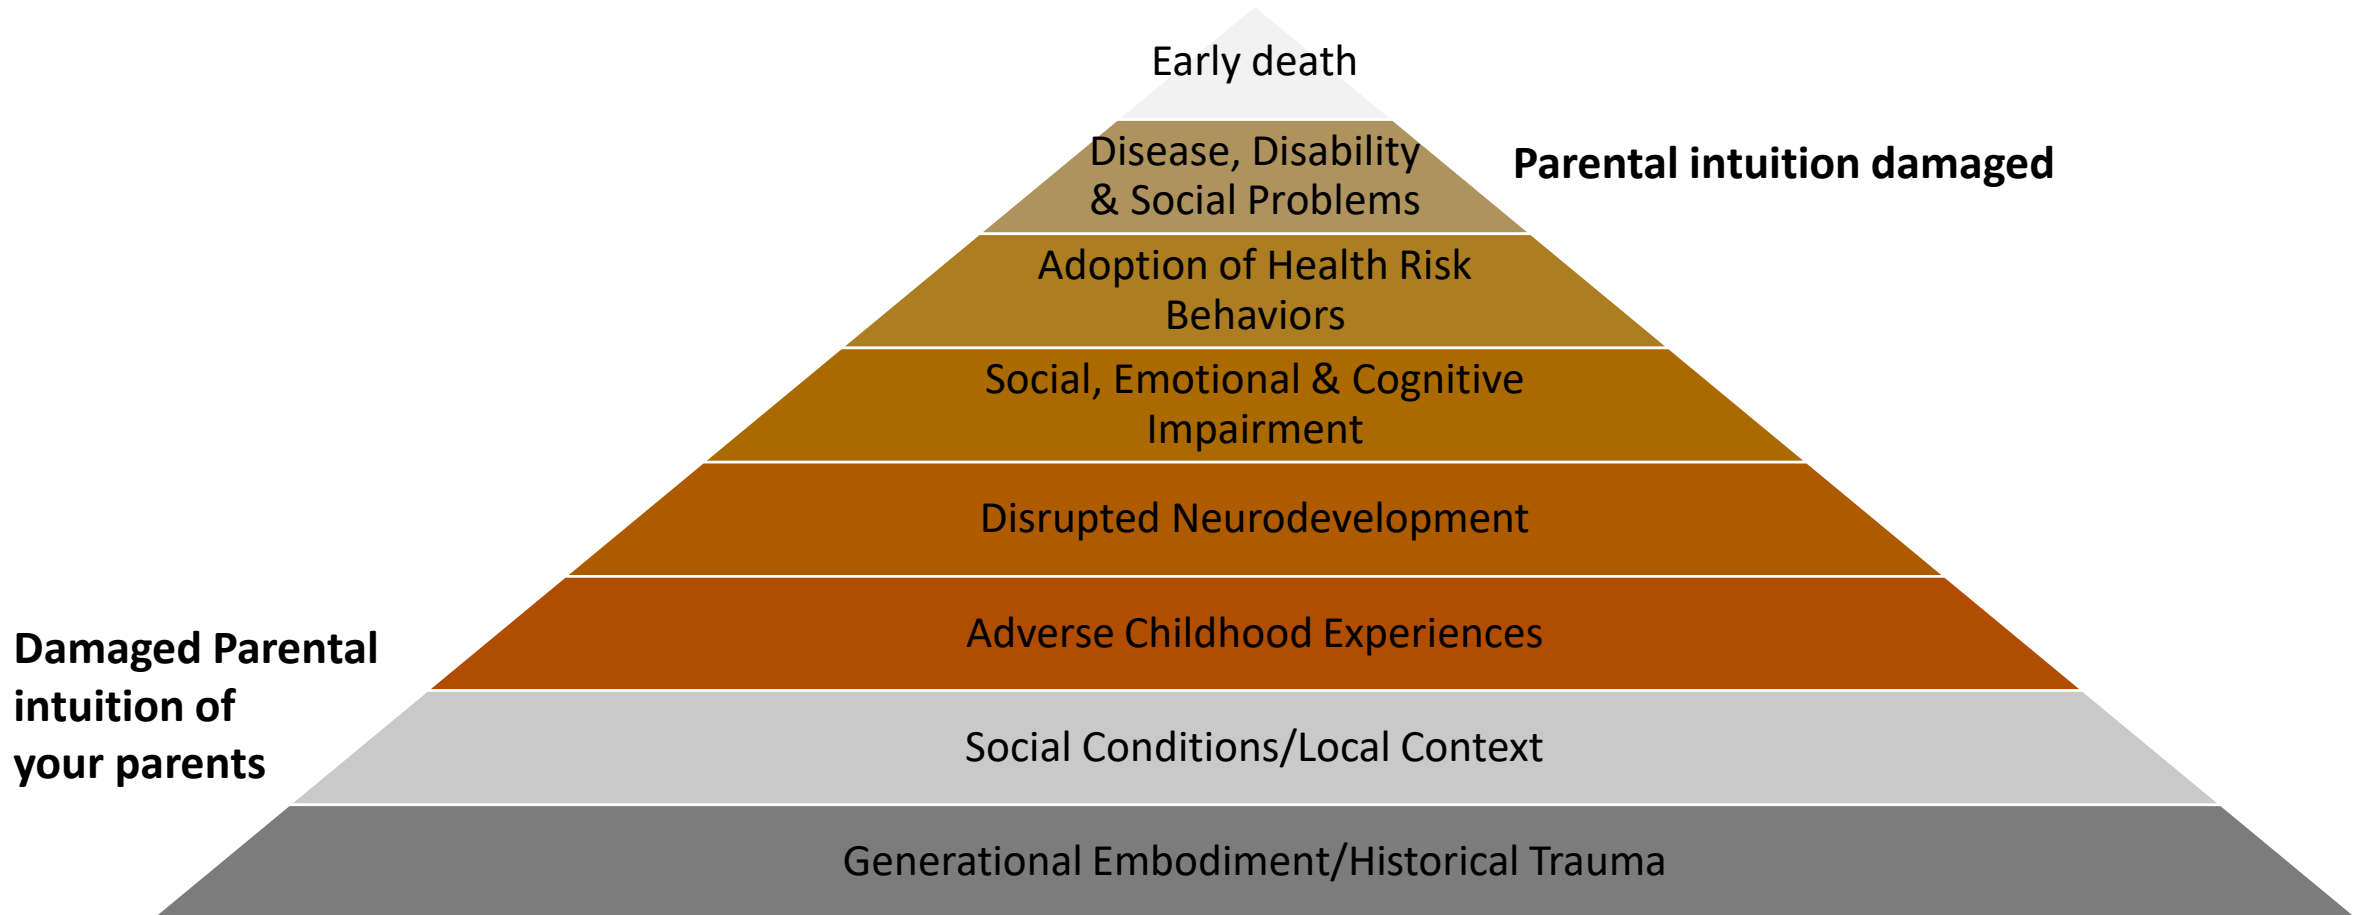 Early death
Disease, Disability
& Social Problems
Parental intuition damaged
Adoption of Health Risk
Behaviors
Social, Emotional & Cognitive
Impairment
Disrupted Neurodevelopment
Adverse Childhood Experiences
Damaged Parental
intuition of
your parents
Social Conditions/Local Context
Generational Embodiment/Historical Trauma